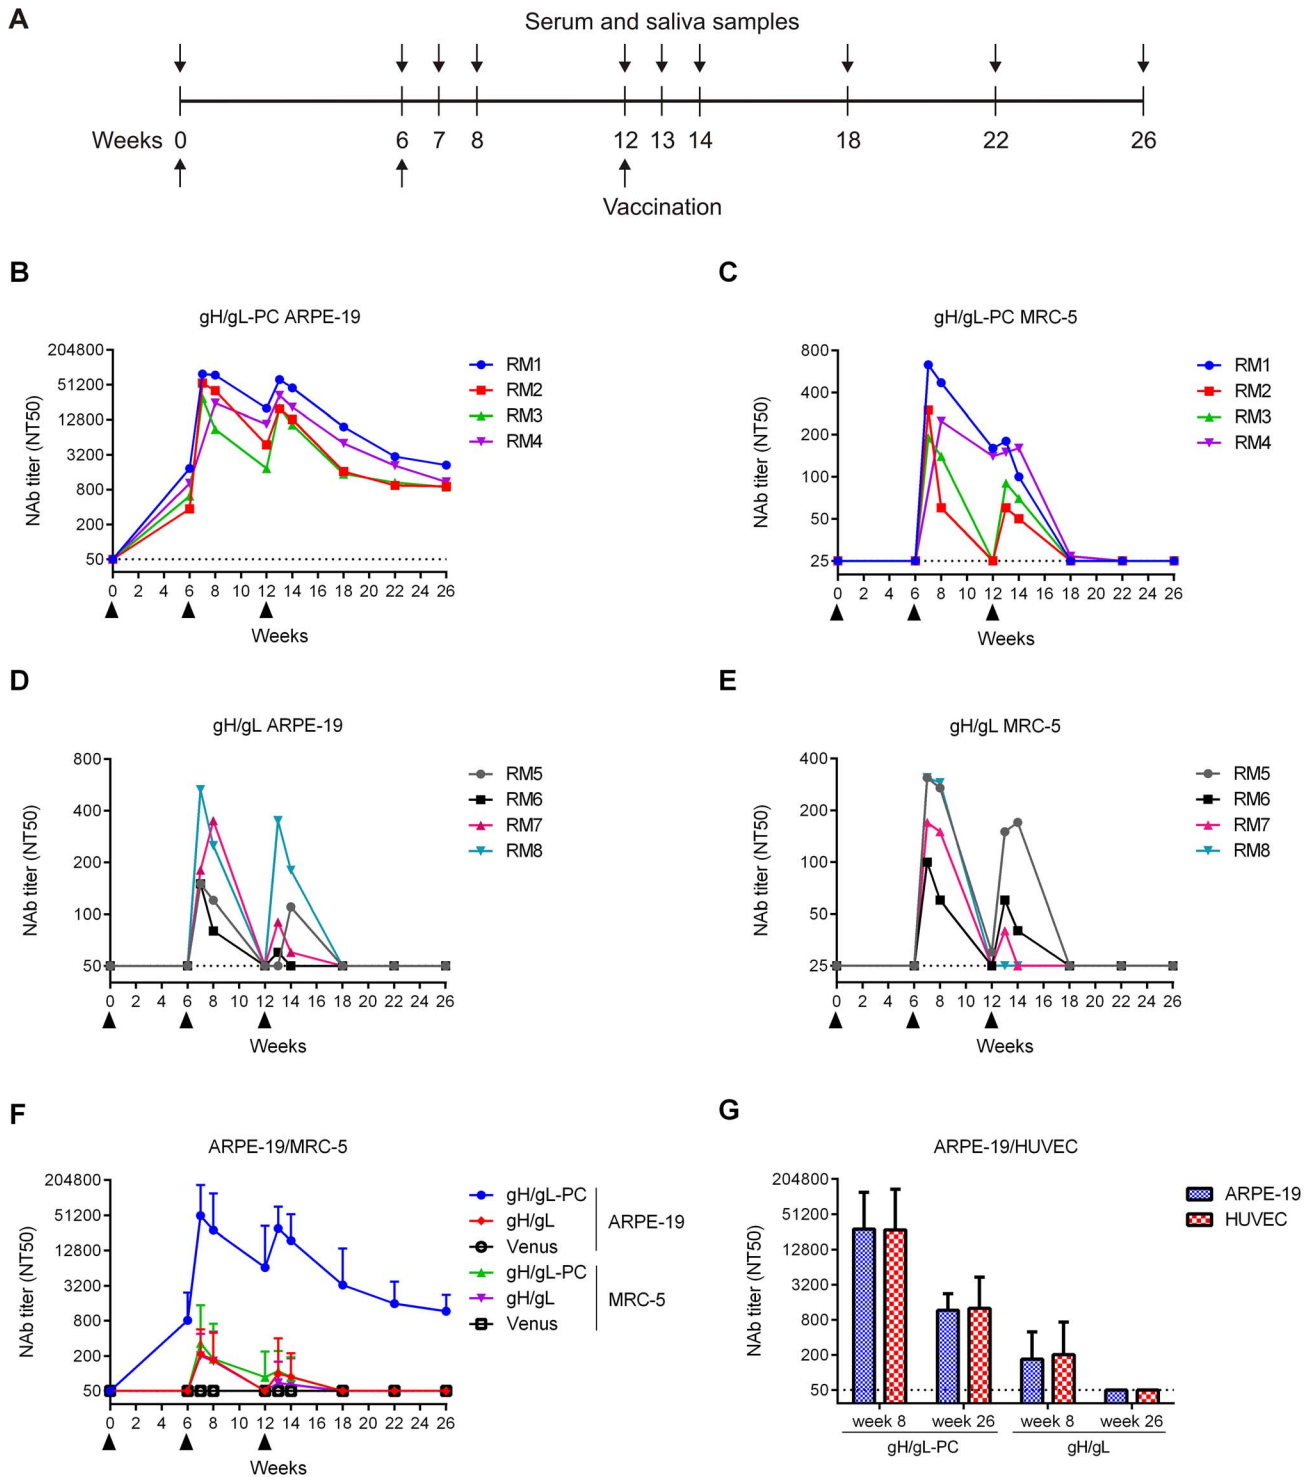 A
Serum and saliva samples
Weeks 0 6 7 8 12 13 14 18 22 26
Vaccination
B
gH/gL-PC ARPE-19
NAb titer (NT50)
204800
51200
12800
3200
800
200
50
0 2 4 6 8 10 12 14 16 18 20 22 24 26
Weeks
RM1
RM2
RM3
RM4
C
gH/gL-PC MRC-5
NAb titer (NT50)
800
400
200
100
50
25
0 2 4 6 8 10 12 14 16 18 20 22 24 26
Weeks
RM1
RM2
RM3
RM4
D
gH/gL ARPE-19
NAb titer (NT50)
800
400
200
100
50
0 2 4 6 8 10 12 14 16 18 20 22 24 26
Weeks
RM5
RM6
RM7
RM8
E
gH/gL MRC-5
NAb titer (NT50)
400
200
100
50
25
0 2 4 6 8 10 12 14 16 18 20 22 24 26
Weeks
RM5
RM6
RM7
RM8
F
ARPE-19/MRC-5
NAb titer (NT50)
204800
51200
12800
3200
800
200
50
0 2 4 6 8 10 12 14 16 18 20 22 24 26
Weeks
gH/gL-PC
gH/gL
Venus
ARPE-19
gH/gL-PC
gH/gL
Venus
MRC-5
G
ARPE-19/HUVEC
NAb titer (NT50)
204800
51200
12800
3200
800
200
50
week 8 week 26 week 8 week 26
gH/gL-PC gH/gL
ARPE-19
HUVEC